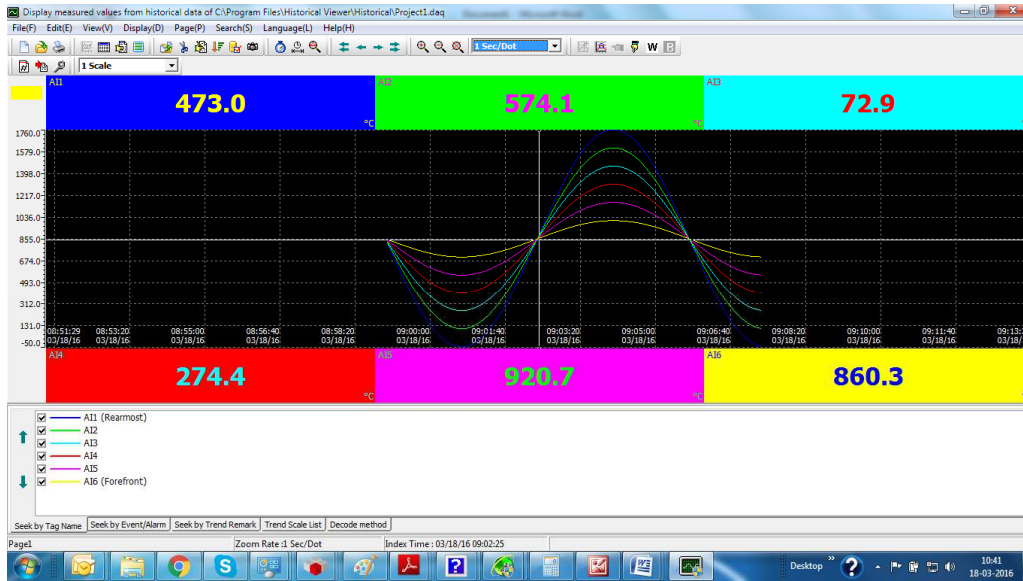 Display measured values from historical data of C:\Program Files\Historical Viewer\Historical\Project1.daq
File(F) Edit(E) View(V) Display(D) Page(P) Search(S) Language(L) Help(H)
1 Sec/Dot
W
1 Scale
AI1 AI2 AI3
473.0 574.1 72.9
°C °C
1760.0
1579.0
1398.0
1217.0
1036.0
855.0
674.0
493.0
312.0
131.0
-50.0
08:51:29 08:53:20 08:55:00 08:56:40 08:58:20 09:00:00 09:01:40 09:03:20 09:05:00 09:06:40 09:08:20 09:10:00 09:11:40 09:13:
03/18/16 03/18/16 03/18/16 03/18/16 03/18/16 03/18/16 03/18/16 03/18/16 03/18/16 03/18/16 03/18/16 03/18/16 03/18/16 03/18/
AI4 AI5 AI6
274.4 920.7 860.3
°C °C
AI1 (Rearmost)
AI2
AI3
AI4
AI5
AI6 (Forefront)
Seek by Tag Name Seek by Event/Alarm Seek by Trend Remark Trend Scale List Decode method
Page1 Zoom Rate :1 Sec/Dot Index Time : 03/18/16 09:02:25
Desktop
10:41
18-03-2016